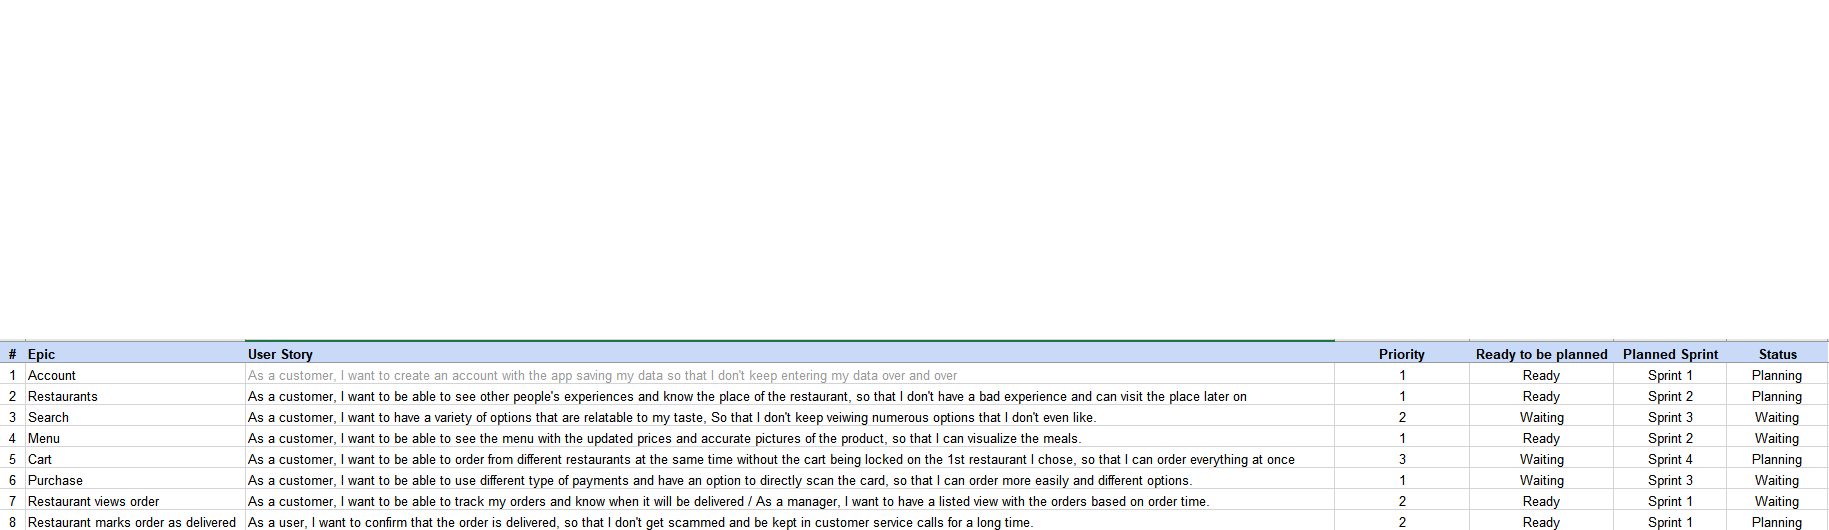 # Epic User Story Priority Ready to be planned Planned Sprint Status
1 Account As a customer, I want to create an account with the app saving my data so that I don't keep entering my data over and over 1 Ready Sprint 1 Planning
2 Restaurants As a customer, I want to be able to see other people's experiences and know the place of the restaurant, so that I don't have a bad experience and can visit the place later on 1 Ready Sprint 2 Planning
3 Search As a customer, I want to have a variety of options that are relatable to my taste, So that I don't keep veiwing numerous options that I don't even like. 2 Waiting Sprint 3 Waiting
4 Menu As a customer, I want to be able to see the menu with the updated prices and accurate pictures of the product, so that I can visualize the meals. 1 Ready Sprint 2 Waiting
5 Cart As a customer, I want to be able to order from different restaurants at the same time without the cart being locked on the 1st restaurant I chose, so that I can order everything at once 3 Waiting Sprint 4 Planning
6 Purchase As a customer, I want to be able to use different type of payments and have an option to directly scan the card, so that I can order more easily and different options. 1 Waiting Sprint 3 Waiting
7 Restaurant views order As a customer, I want to be able to track my orders and know when it will be delivered / As a manager, I want to have a listed view with the orders based on order time. 2 Ready Sprint 1 Waiting
8 Restaurant marks order as delivered As a user, I want to confirm that the order is delivered, so that I don't get scammed and be kept in customer service calls for a long time. 2 Ready Sprint 1 Planning